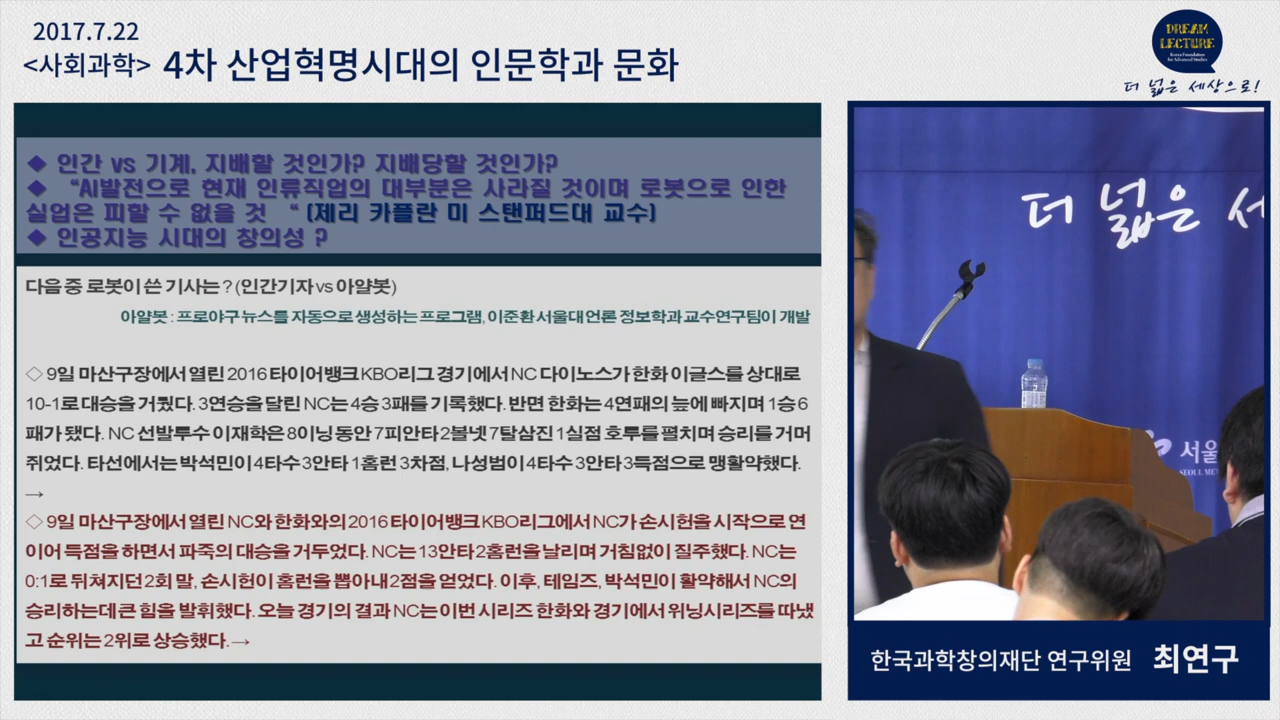 2017.7.22
<사회과학> 4차 산업혁명시대의 인문학과 문화
DREAM
LECTURE
Korea Foundation
for Advanced Studies
더 넓은 세상으로!
◆ 인간 vs 기계, 지배할 것인가? 지배당할 것인가?
◆ “AI발전으로 현재 인류직업의 대부분은 사라질 것이며 로봇으로 인한
실업은 피할 수 없을 것 “ (제리 카플란 미 스탠퍼드대 교수)
◆ 인공지능 시대의 창의성 ?
다음 중 로봇이 쓴 기사는 ? (인간기자 vs 야알봇)
야알봇 : 프로야구 뉴스를 자동으로 생성하는 프로그램, 이준환 서울대 언론 정보학과 교수연구팀이 개발
◇ 9일 마산구장에서 열린 2016 타이어뱅크 KBO리그 경기에서 NC 다이노스가 한화 이글스를 상대로
10-1로 대승을 거뒀다. 3연승을 달린 NC는 4승 3패를 기록했다. 반면 한화는 4연패의 늪에 빠지며 1승 6
패가 됐다. NC 선발투수 이재학은 8이닝 동안 7피안타 2볼넷 7탈삼진 1실점 호투를 펼치며 승리를 거머
쥐었다. 타선에서는 박석민이 4타수 3안타 1홈런 3타점, 나성범이 4타수 3안타 3득점으로 맹활약했다.
→
◇ 9일 마산구장에서 열린 NC와 한화와의 2016 타이어뱅크 KBO리그에서 NC가 손시헌을 시작으로 연
이어 득점을 하면서 파죽의 대승을 거두었다. NC는 13안타 2홈런을 날리며 거침없이 질주했다. NC는
0:1로 뒤쳐지던 2회 말, 손시헌이 홈런을 뽑아내 2점을 얻었다. 이후, 테임즈, 박석민이 활약해서 NC의
승리하는데 큰 힘을 발휘했다. 오늘 경기의 결과 NC는 이번 시리즈 한화와 경기에서 위닝시리즈를 따냈
고 순위는 2위로 상승했다. →
더 넓은
서울
SEOUL
한국과학창의재단 연구위원 최연구